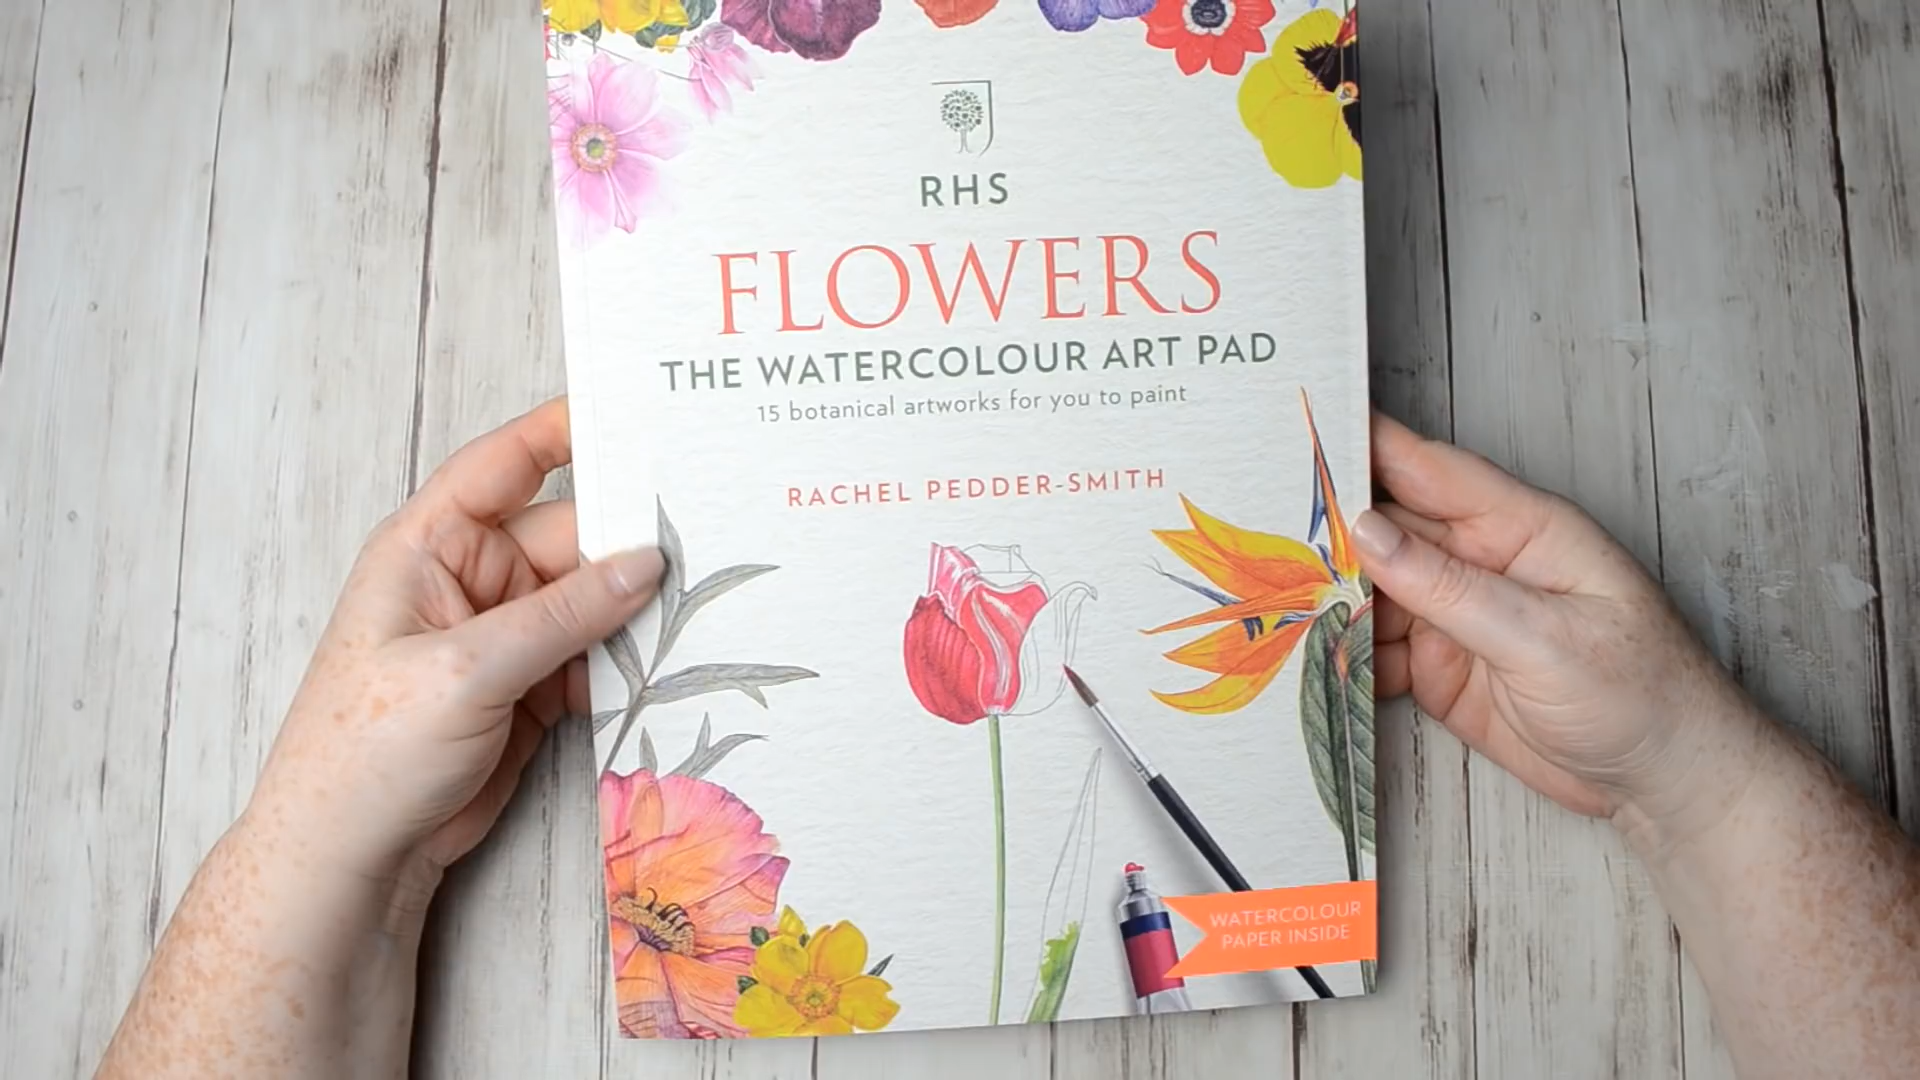 RHS
FLOWERS
THE WATERCOLOUR ART PAD
15 botanical artworks for you to paint
RACHEL PEDDER-SMITH
WATERCOLOUR
PAPER INSIDE